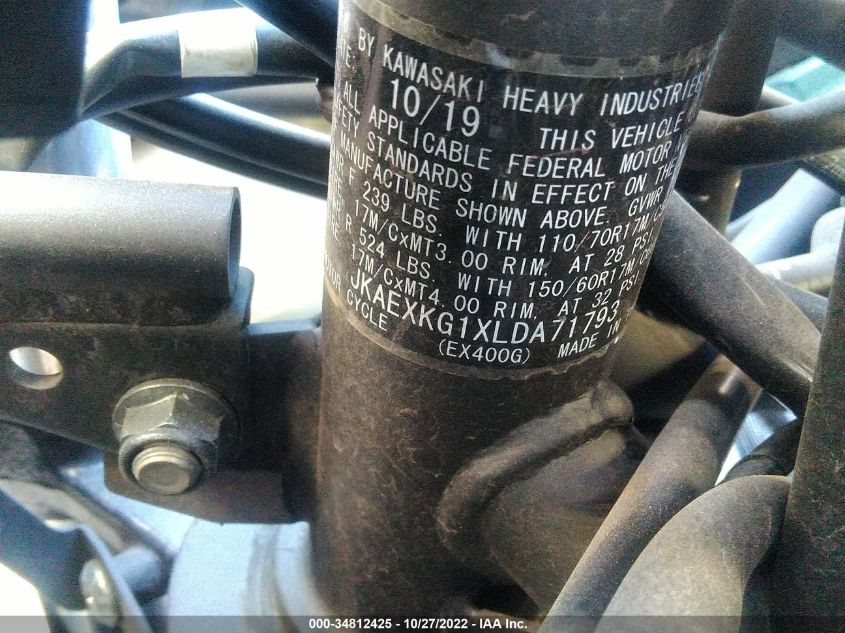 BY KAWASAKI HEAVY INDUSTRIES
10/19 THIS VEHICLE
ALL APPLICABLE FEDERAL MOTOR
STANDARDS IN EFFECT ON THE
MANUFACTURE SHOWN ABOVE. GVWR
F 239 LBS. WITH 110/70R17M/C
17M/CxMT3.00 RIM, AT 28 PSI
R 524 LBS. WITH 150/60R17M/C
17M/CxMT4.00 RIM, AT 32 PSI
JKAEXKG1XLDA71793
CYCLE (EX400G) MADE IN
000-34812425 - 10/27/2022 - IAA Inc.